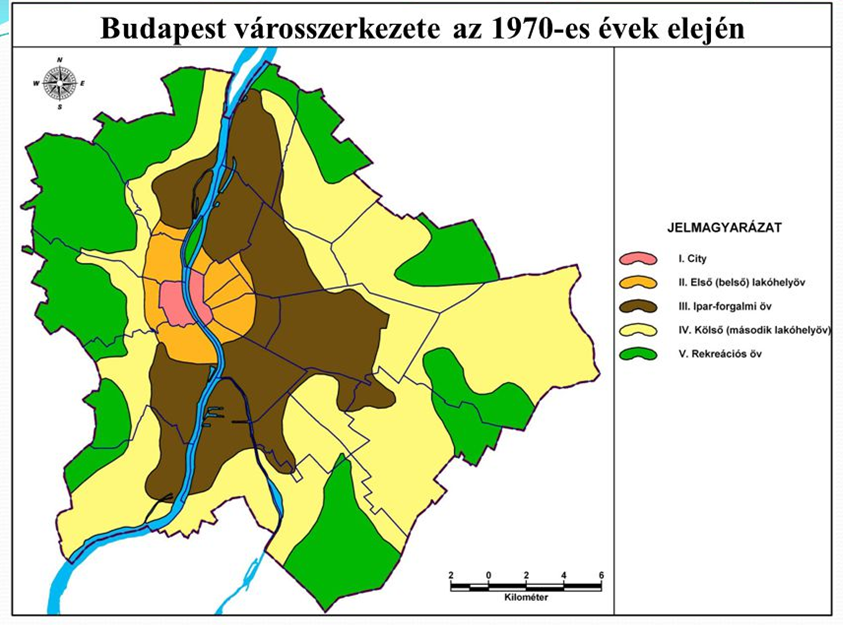 Budapest városszerkezete az 1970-es évek elején
N
W E
S
JELMAGYARÁZAT
I. City
II. Első (belső) lakóhelyöv
III. Ipar-forgalmi öv
IV. Kölső (második lakóhelyöv)
V. Rekreációs öv
2 0 2 4 6
Kilométer